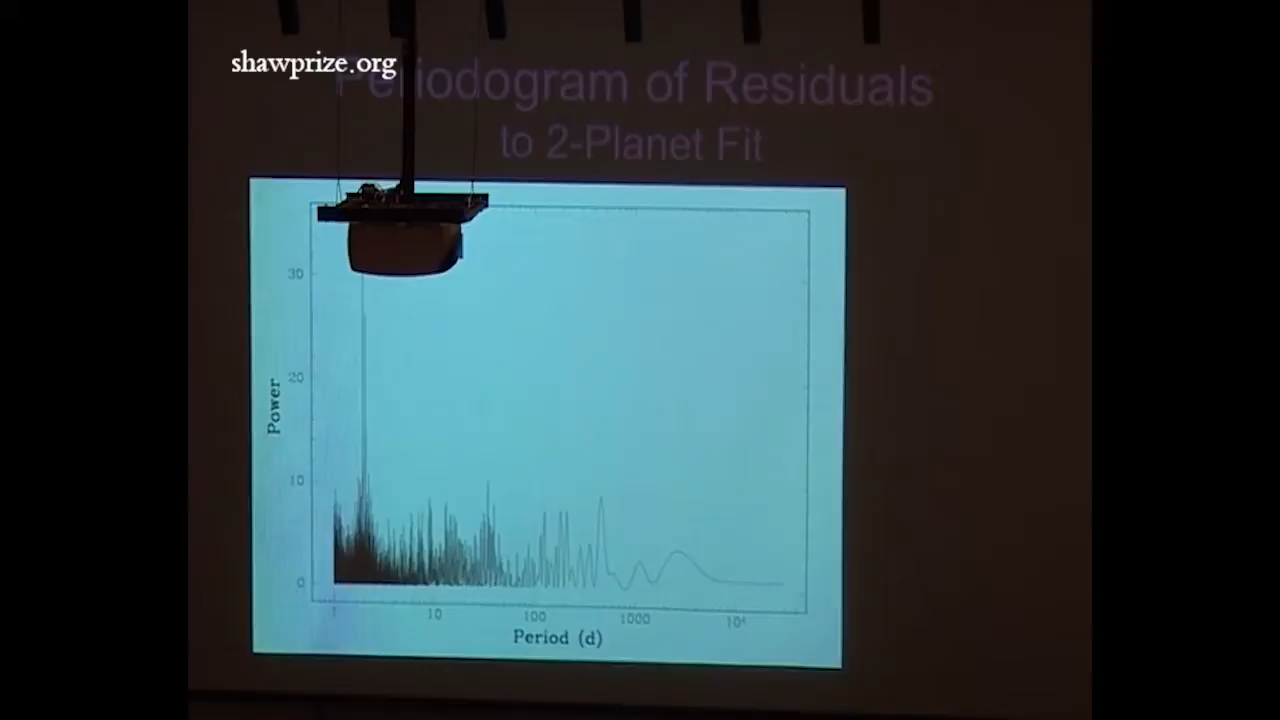 shawprize.org
Periodogram of Residuals
to 2-Planet Fit
30
20
10
0
Power
1 10 100 1000 10⁴
Period (d)